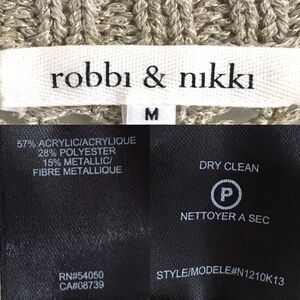 robbi & nikki
M
57% ACRYLIC/ACRYLIQUE
28% POLYESTER
15% METALLIC/
FIBRE METALLIQUE
RN#54050
CA#08739
DRY CLEAN
P
NETTOYER A SEC
STYLE/MODELE#N1210K13